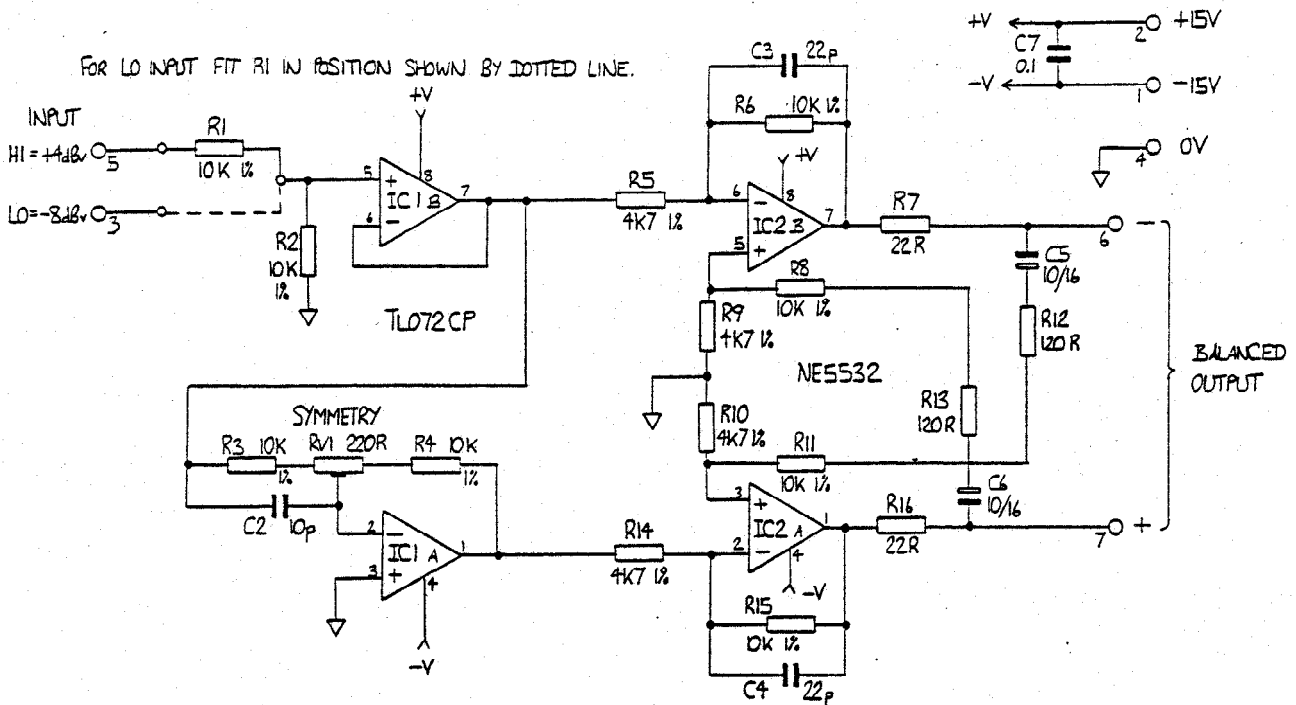 FOR LO INPUT FIT R1 IN POSITION SHOWN BY DOTTED LINE.
INPUT
HI=+4dBv
5
R1
10K 1%
LO=-8dBv
3
R2
10K
1%
+V
8
5
+
6
-
IC1 B
7
TL072CP
SYMMETRY
R3 10K
1%
RV1 220R
R4 10K
1%
C2 10p
2
-
3
+
IC1 A
1
4
-V
R5
4K7 1%
C3 22p
R6 10K 1%
+V
8
6
-
5
+
IC2 B
7
R7
22R
6
-
R8
10K 1%
R9
4K7 1%
C5
10/16
R12
120R
NE5532
R13
120R
R10
4K7 1%
R11
10K 1%
C6
10/16
3
+
2
-
IC2 A
1
4
-V
R14
4K7 1%
R16
22R
7
+
R15
10K 1%
C4 22p
BALANCED
OUTPUT
+V
2
+15V
C7
0.1
-V
1
-15V
4
0V